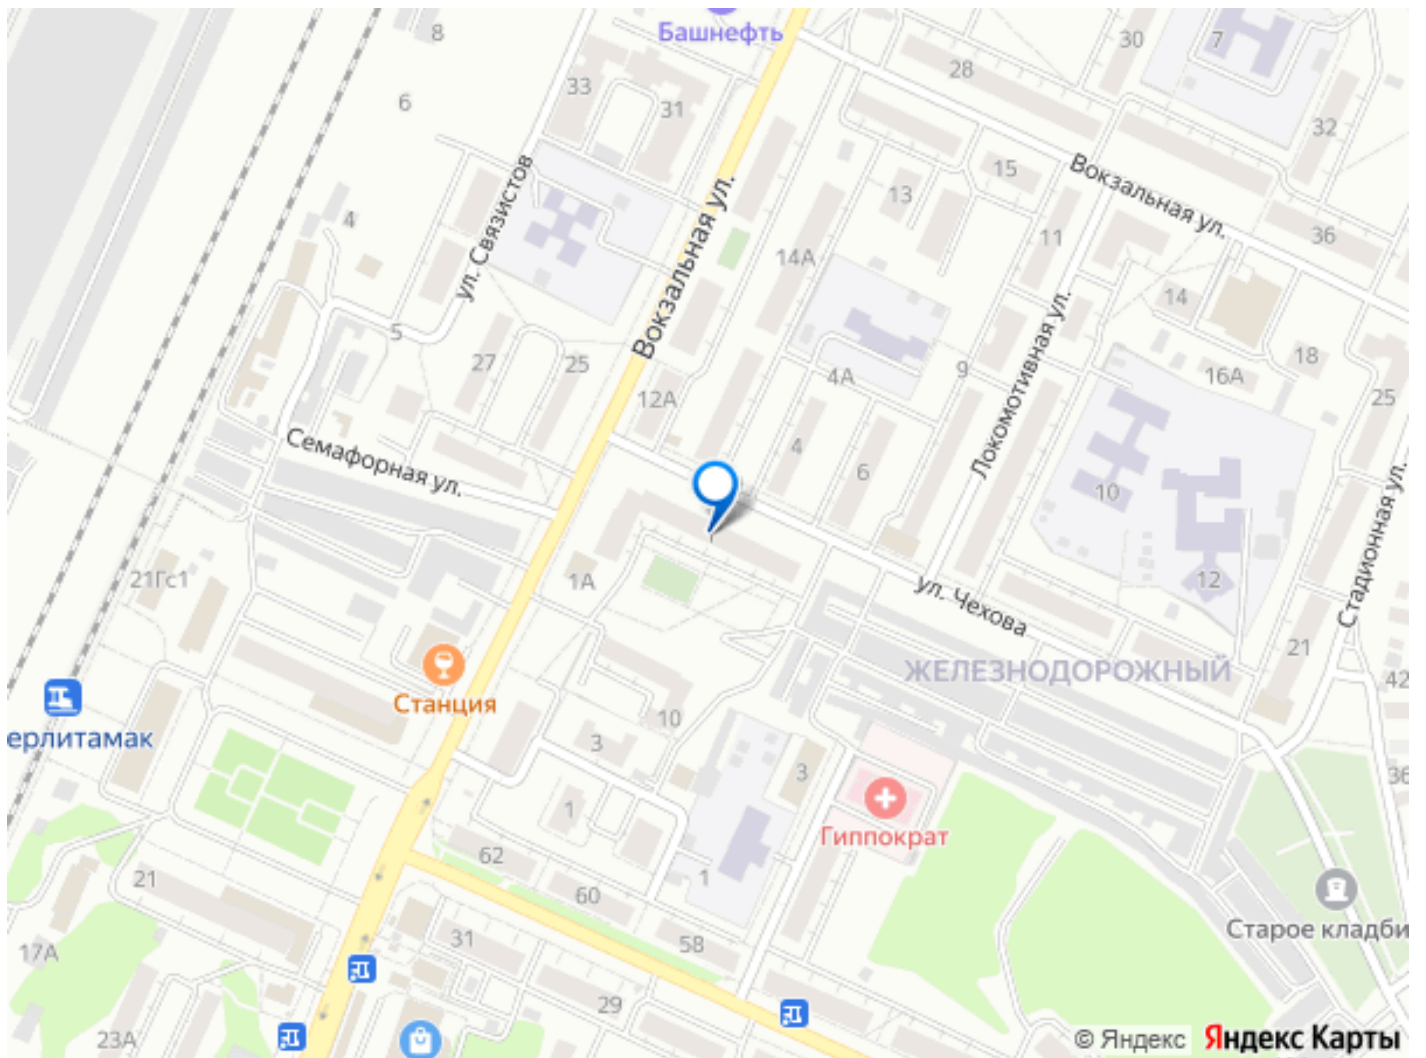 8
Башнефть
30
7
28
6
33
31
32
ул. Связистов
Вокзальная ул.
15
Вокзальная ул.
13
4
11
36
14А
14
Локомотивная ул.
5
27
25
9
18
16А
4А
25
12А
Семафорная ул.
4
6
10
Стадионная ул.
21Гс1
1А
12
ул. Чехова
21
ЖЕЛЕЗНОДОРОЖНЫЙ
42
Станция
ерлитамак
10
3
3
36
1
Гиппократ
62
21
60
1
Старое кладби
31
58
17А
29
23А
© Яндекс Яндекс Карты